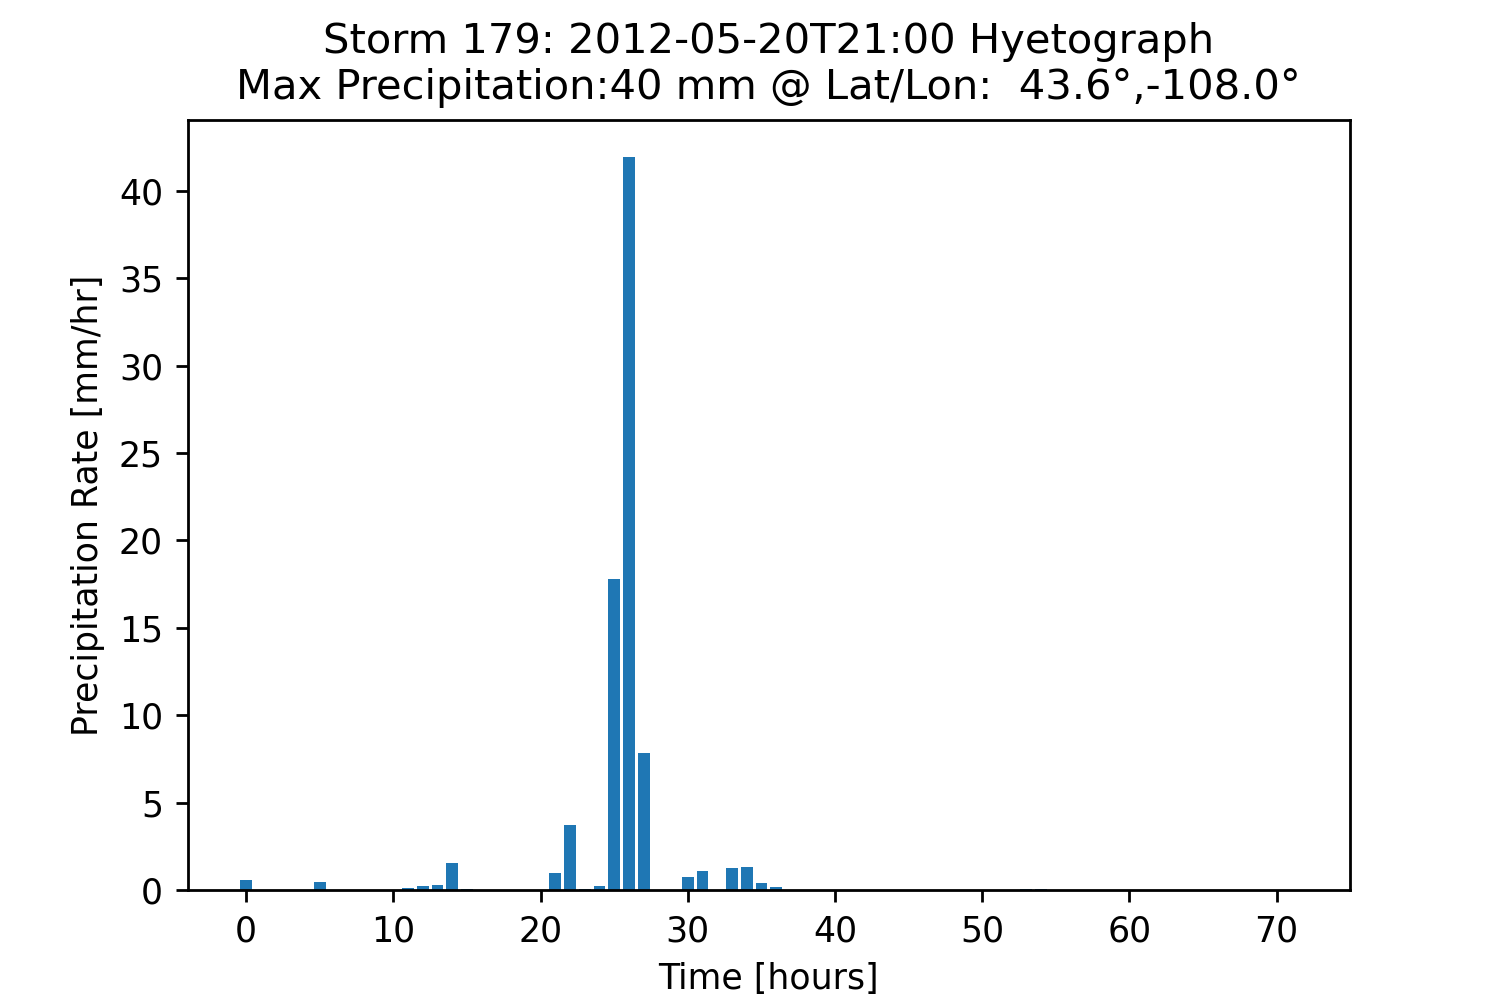 Storm 179: 2012-05-20T21:00 Hyetograph
Max Precipitation:40 mm @ Lat/Lon:  43.6°,-108.0°
Precipitation Rate [mm/hr]
40
35
30
25
20
15
10
5
0
0 10 20 30 40 50 60 70
Time [hours]